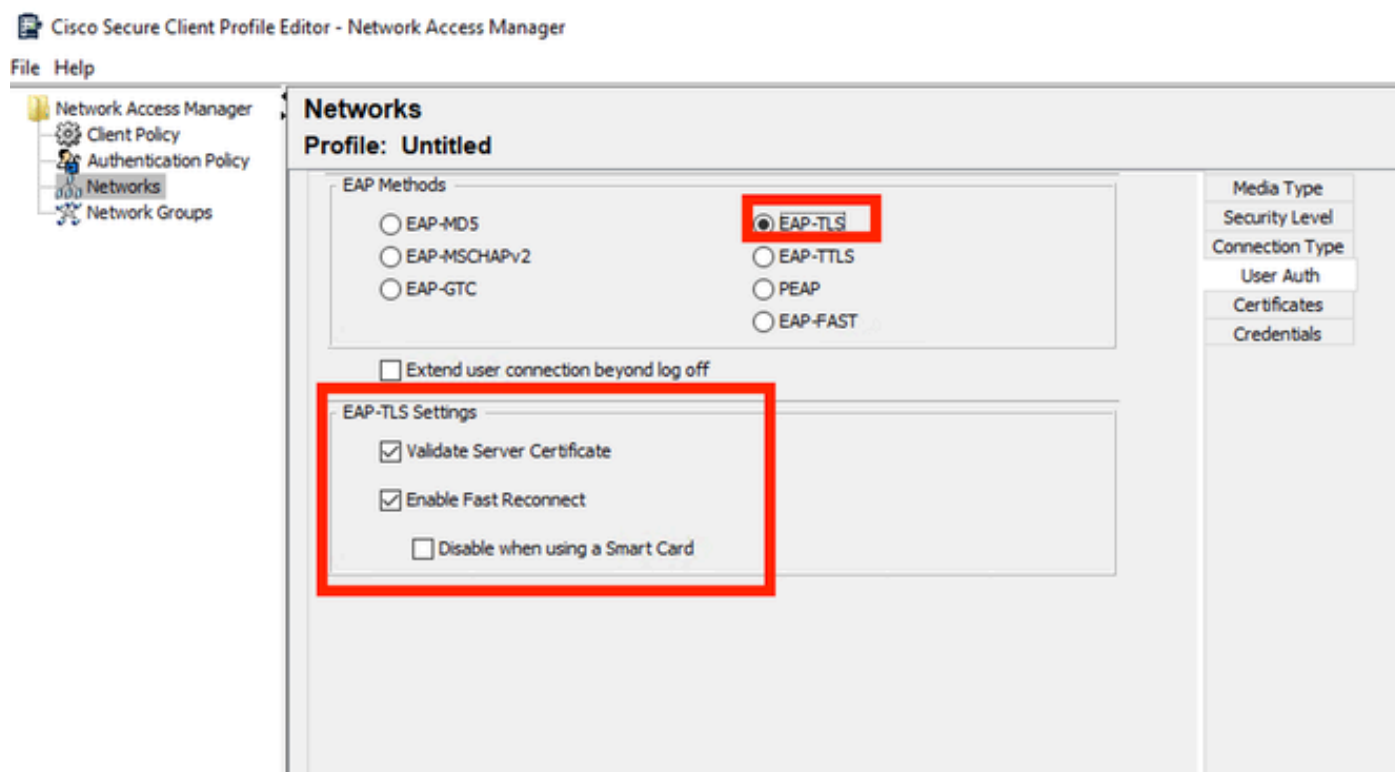 Cisco Secure Client Profile Editor - Network Access Manager
File Help
Network Access Manager
Client Policy
Authentication Policy
Networks
Network Groups
Networks
Profile: Untitled
EAP Methods
EAP-MD5
EAP-TLS
EAP-MSCHAPv2
EAP-TTLS
EAP-GTC
PEAP
EAP-FAST
Extend user connection beyond log off
EAP-TLS Settings
Validate Server Certificate
Enable Fast Reconnect
Disable when using a Smart Card
Media Type
Security Level
Connection Type
User Auth
Certificates
Credentials